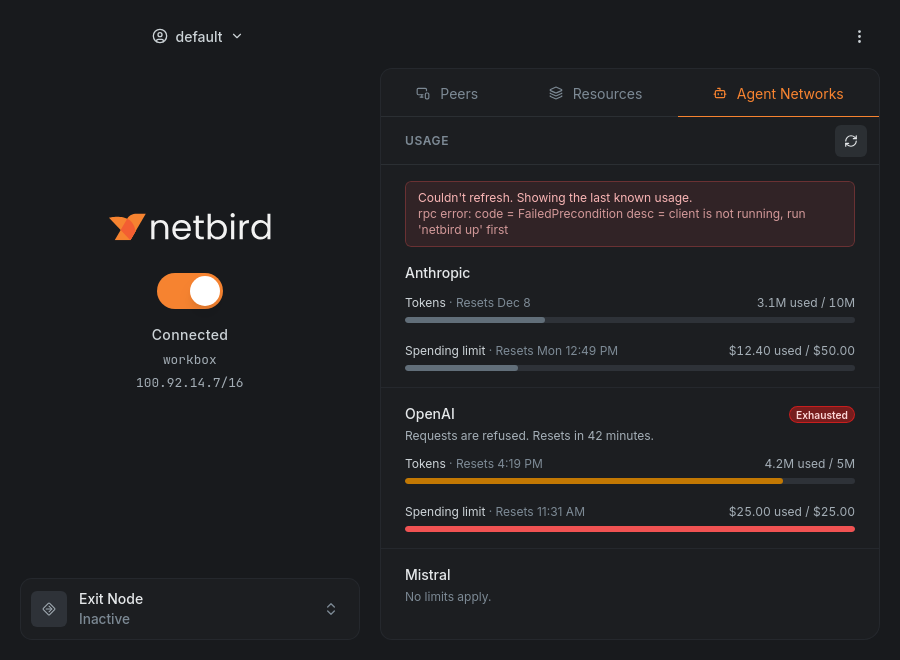 default
Peers
Resources
Agent Networks
USAGE
Couldn't refresh. Showing the last known usage.
rpc error: code = FailedPrecondition desc = client is not running, run
'netbird up' first
netbird
Connected
workbox
100.92.14.7/16
Anthropic
Tokens · Resets Dec 8 3.1M used / 10M
Spending limit · Resets Mon 12:49 PM $12.40 used / $50.00
OpenAI Exhausted
Requests are refused. Resets in 42 minutes.
Tokens · Resets 4:19 PM 4.2M used / 5M
Spending limit · Resets 11:31 AM $25.00 used / $25.00
Mistral
No limits apply.
Exit Node
Inactive